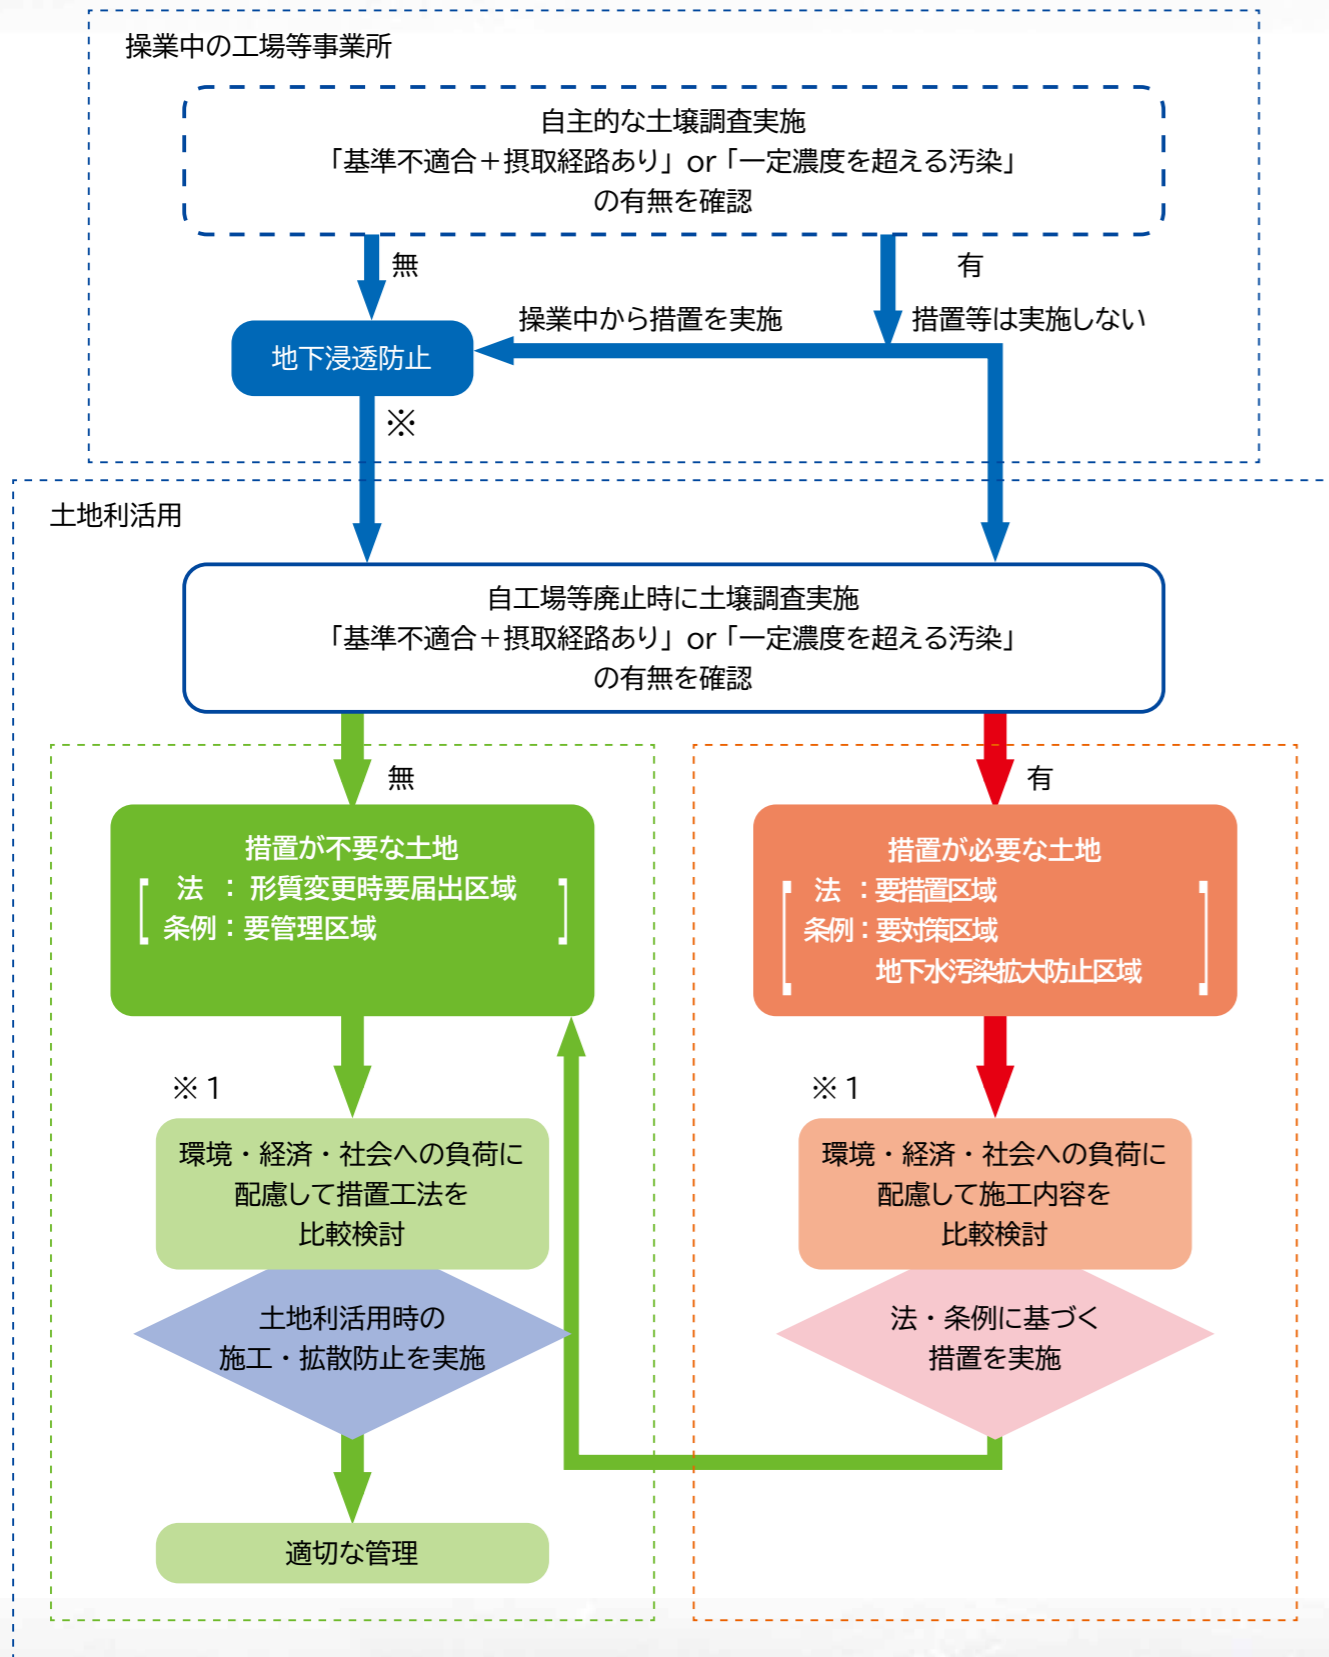 操業中の工場等事業所
自主的な土壌調査実施
「基準不適合＋摂取経路あり」or「一定濃度を超える汚染」
の有無を確認
無
有
操業中から措置を実施
措置等は実施しない
地下浸透防止
※
土地利活用
自工場等廃止時に土壌調査実施
「基準不適合＋摂取経路あり」or「一定濃度を超える汚染」
の有無を確認
無
措置が不要な土地
法 ： 形質変更時要届出区域
条例：要管理区域
※１
環境・経済・社会への負荷に
配慮して措置工法を
比較検討
土地利活用時の
施工・拡散防止を実施
適切な管理
有
措置が必要な土地
法 ：要措置区域
条例：要対策区域
地下水汚染拡大防止区域
※１
環境・経済・社会への負荷に
配慮して施工内容を
比較検討
法・条例に基づく
措置を実施